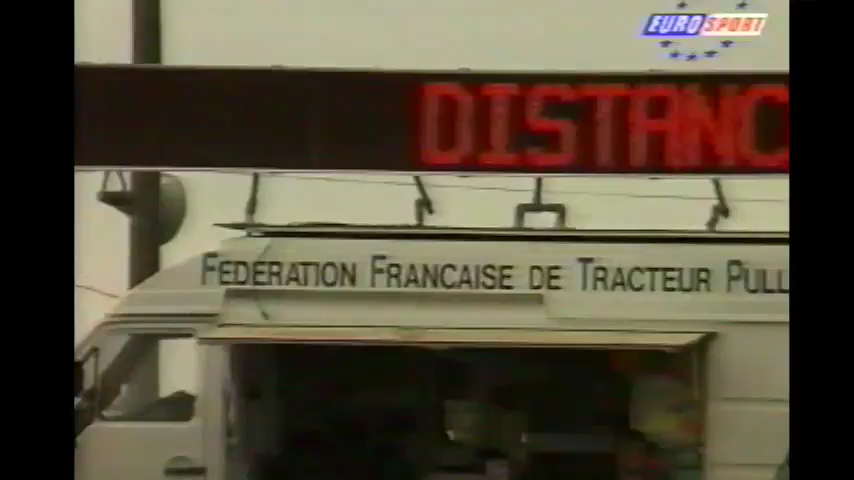 EUROSPORT
DISTANC
FEDERATION FRANCAISE DE TRACTEUR PULL